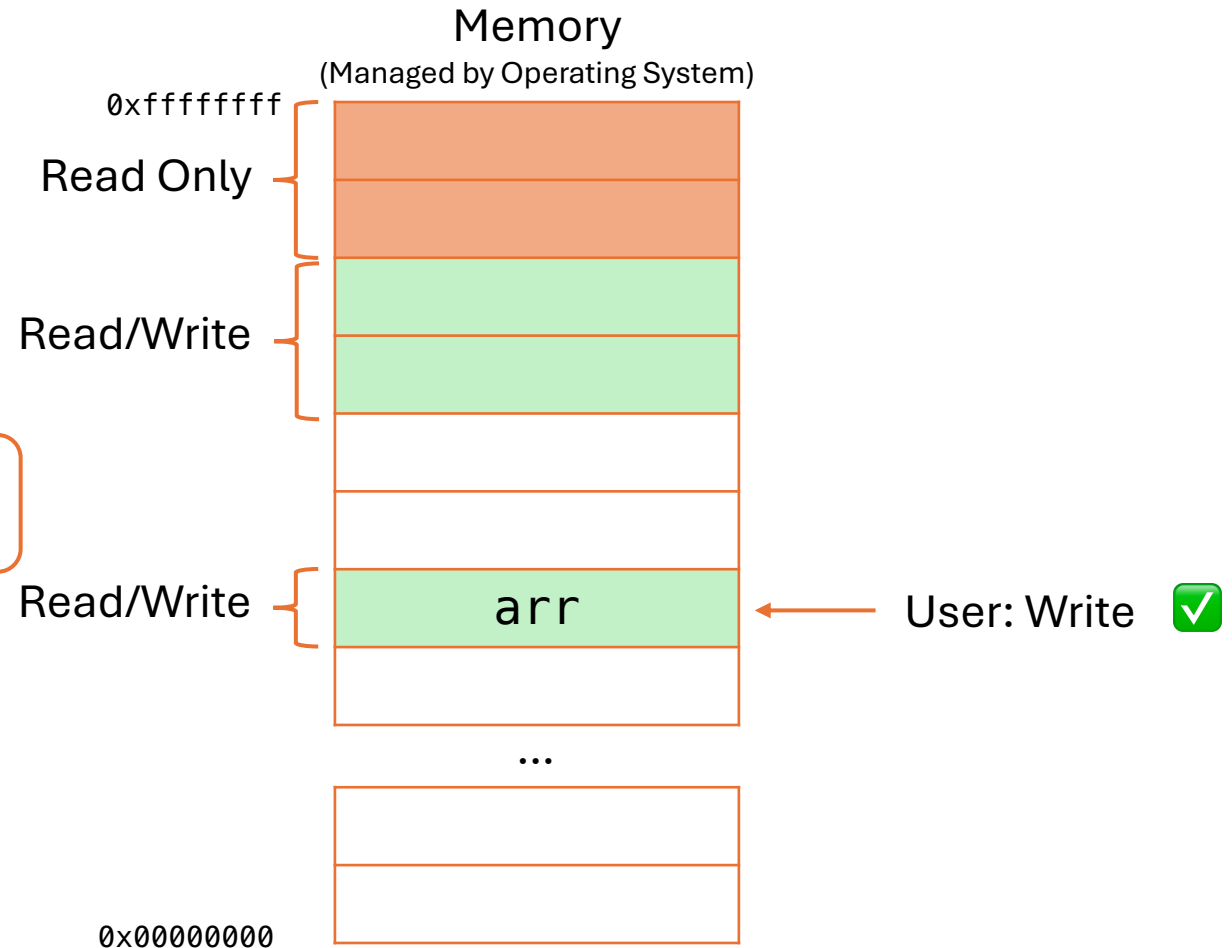 Memory
(Managed by Operating System)
0xffffffff
Read Only
Read/Write
Read/Write
arr
User: Write ✅
...
0x00000000